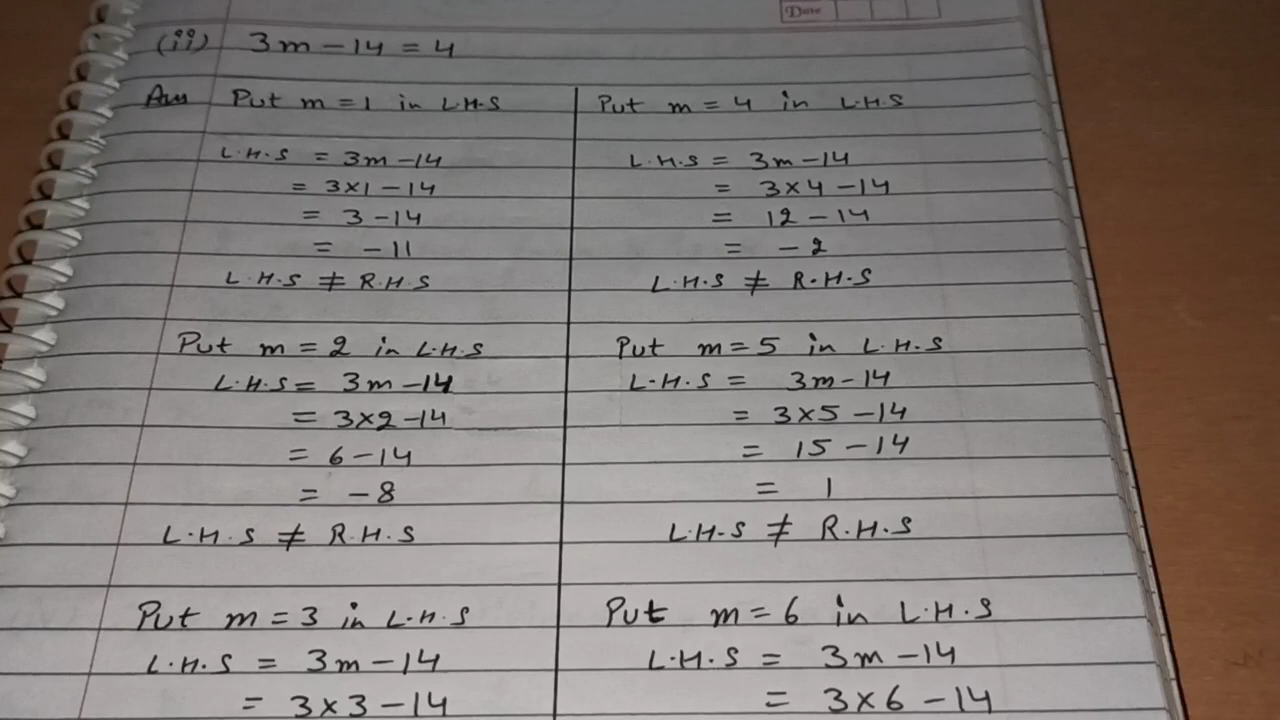 Date
(ii) 3m - 14 = 4
Ans Put m = 1 in L.H.S
L.H.S = 3m - 14
= 3×1 - 14
= 3 - 14
= - 11
L.H.S ≠ R.H.S
Put m = 2 in L.H.S
L.H.S = 3m - 14
= 3×2 - 14
= 6 - 14
= - 8
L.H.S ≠ R.H.S
Put m = 3 in L.H.S
L.H.S = 3m - 14
= 3×3 - 14
Put m = 4 in L.H.S
L.H.S = 3m - 14
= 3×4 - 14
= 12 - 14
= - 2
L.H.S ≠ R.H.S
Put m = 5 in L.H.S
L.H.S = 3m - 14
= 3×5 - 14
= 15 - 14
= 1
L.H.S ≠ R.H.S
Put m = 6 in L.H.S
L.H.S = 3m - 14
= 3×6 - 14